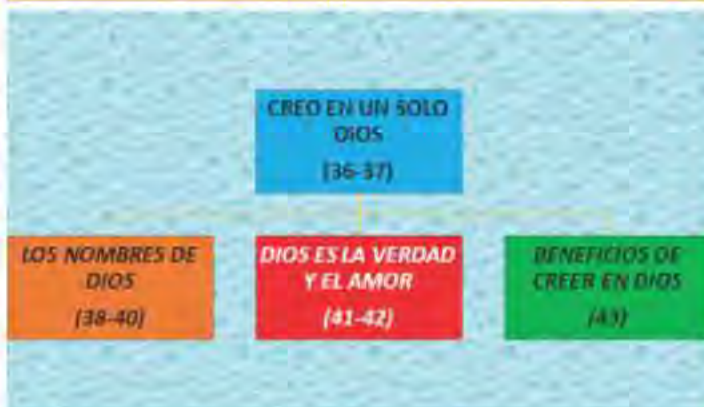 CREO EN UN SOLO
DIOS
(36-37)
LOS NOMBRES DE
DIOS
(38-40)
DIOS ES LA VERDAD
Y EL AMOR
(41-42)
BENEFICIOS DE
CREER EN DIOS
(43)